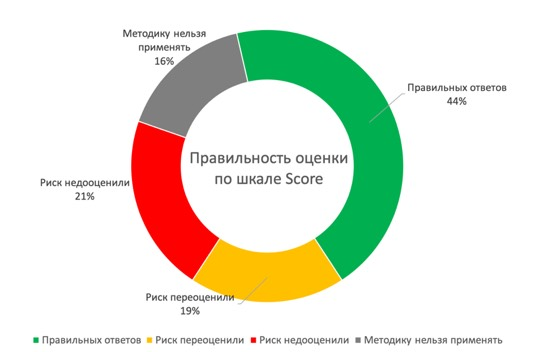 Методику нельзя
применять
16%
Правильных ответов
44%
Правильность оценки
по шкале Score
Риск недооценили
21%
Риск переоценили
19%
Правильных ответов Риск переоценили Риск недооценили Методику нельзя применять